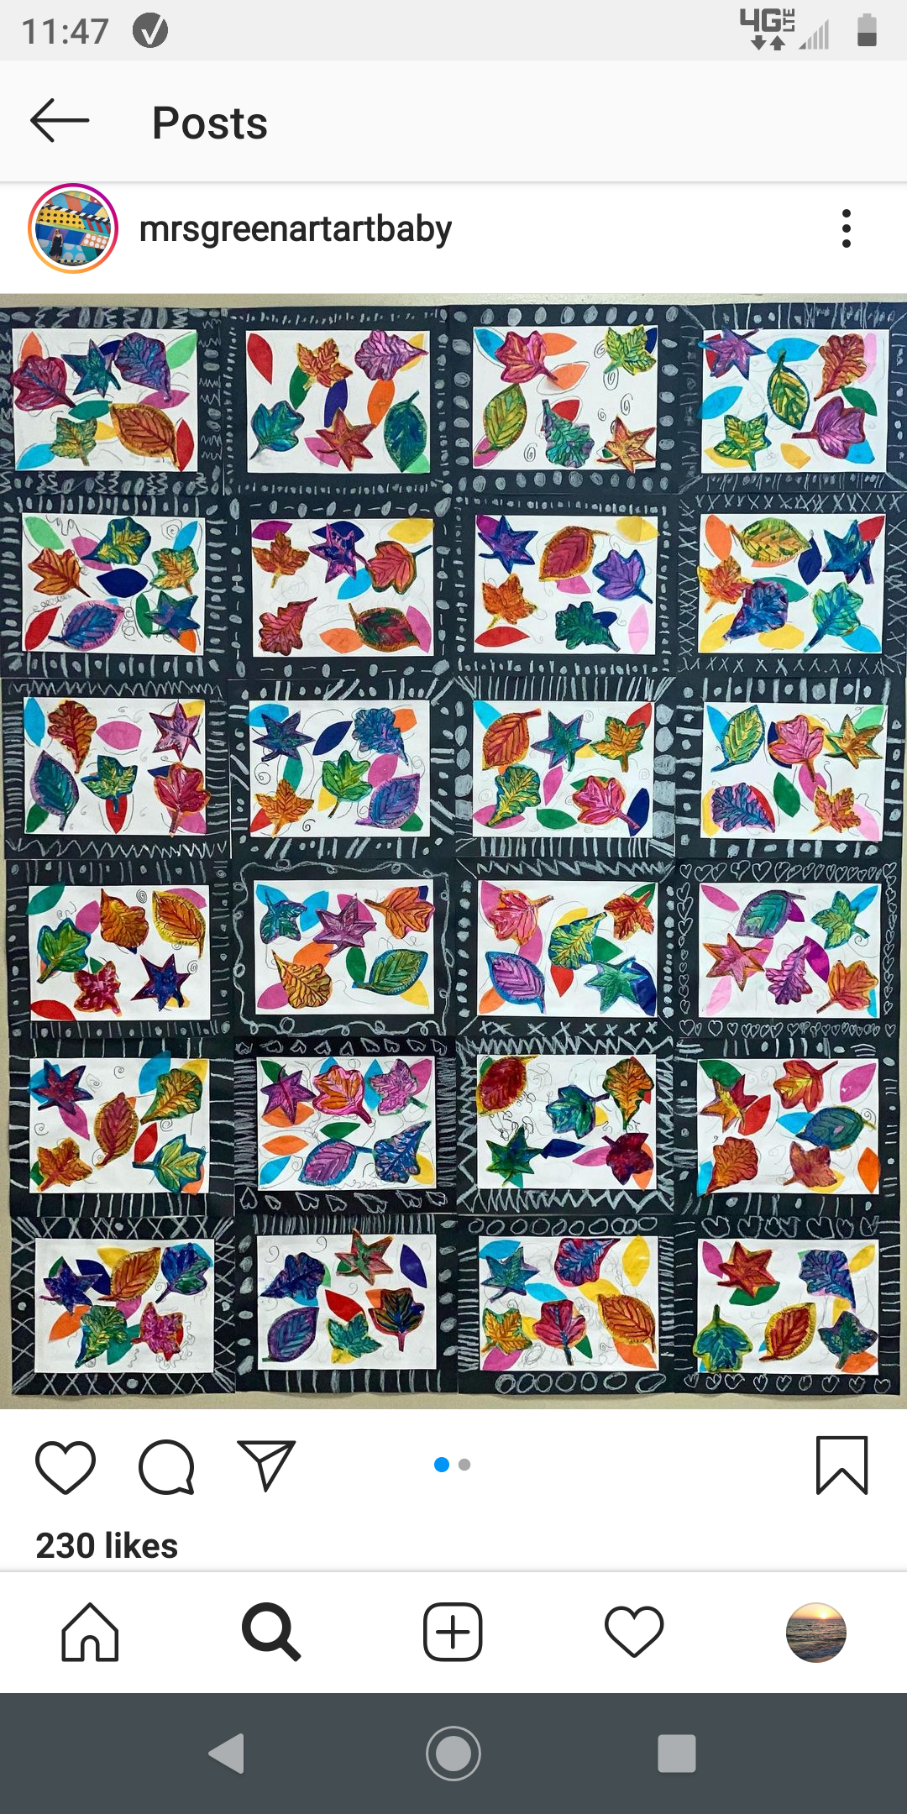 11:47 4G LTE
Posts
mrsgreenartartbaby
230 likes